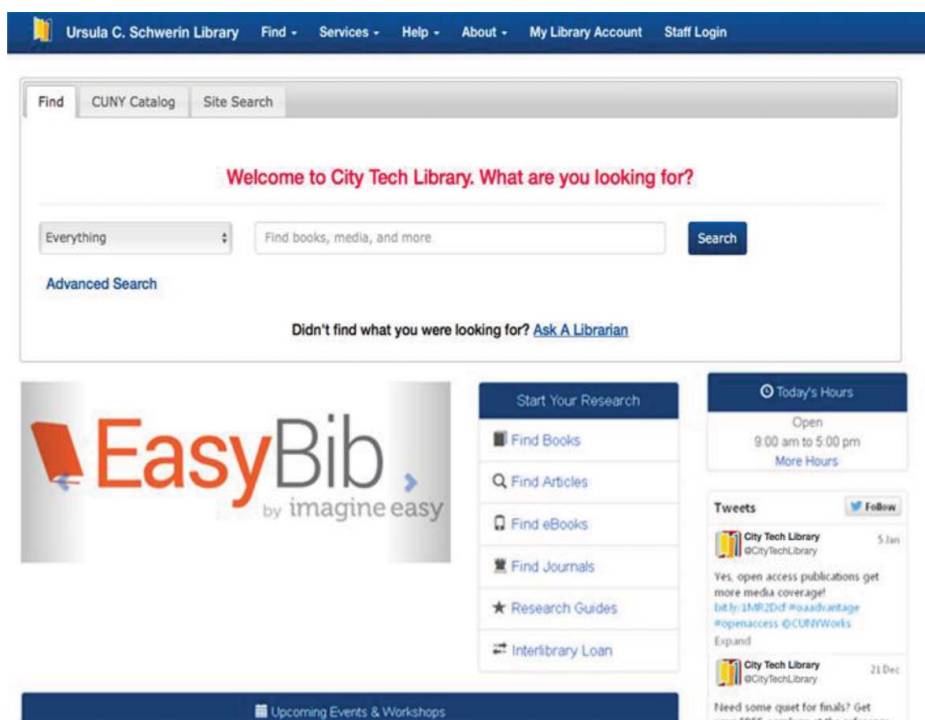 Ursula C. Schwerin Library Find Services Help About My Library Account Staff Login
Find CUNY Catalog Site Search
Welcome to City Tech Library. What are you looking for?
Everything Find books, media, and more Search
Advanced Search
Didn't find what you were looking for? Ask A Librarian
EasyBib
by imagine easy
Start Your Research
Find Books
Find Articles
Find eBooks
Find Journals
Research Guides
Interlibrary Loan
Upcoming Events & Workshops
Today's Hours
Open
9:00 am to 5:00 pm
More Hours
Tweets Follow
City Tech Library 5 Jan
@CityTechLibrary
Yes, open access publications get
more media coverage!
#oaadvantage
#openaccess @CUNYWorks
Expand
City Tech Library 21 Dec
@CityTechLibrary
Need some quiet for finals? Get